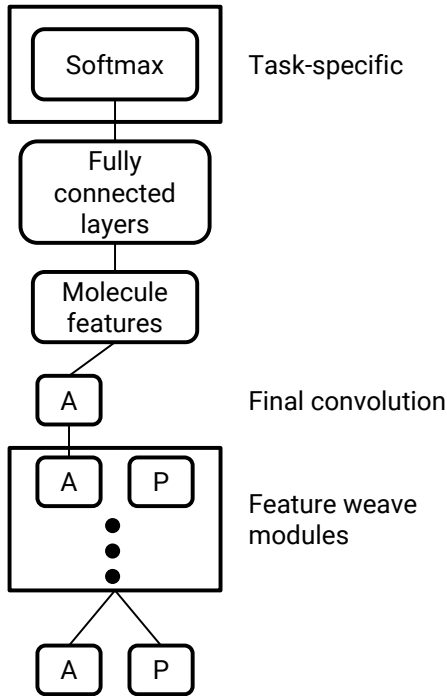 Softmax
Task-specific
Fully
connected
layers
Molecule
features
A
Final convolution
A P
Feature weave
modules
A P